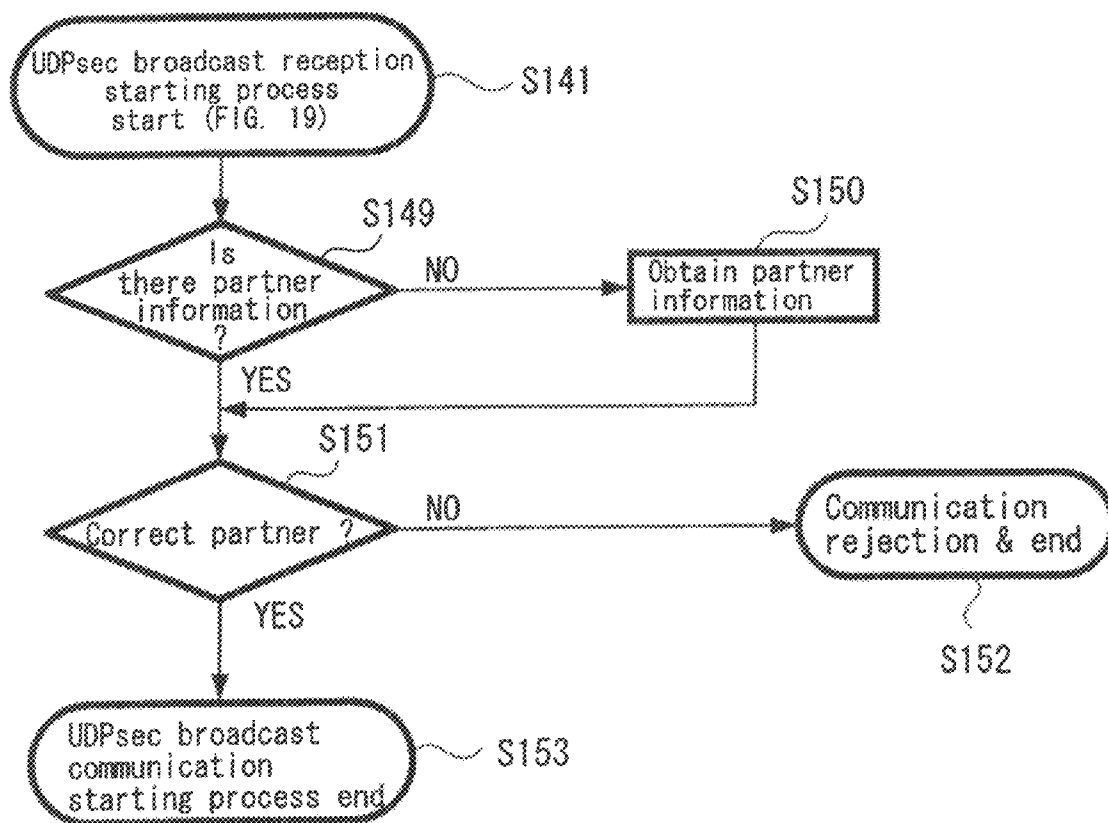 UDPsec broadcast reception
starting process
start (FIG. 19)
S141
S149
Is
there partner
information
?
NO
YES
S150
Obtain partner
information
S151
Correct partner ?
NO
YES
Communication
rejection & end
S152
UDPsec broadcast
communication
starting process end
S153